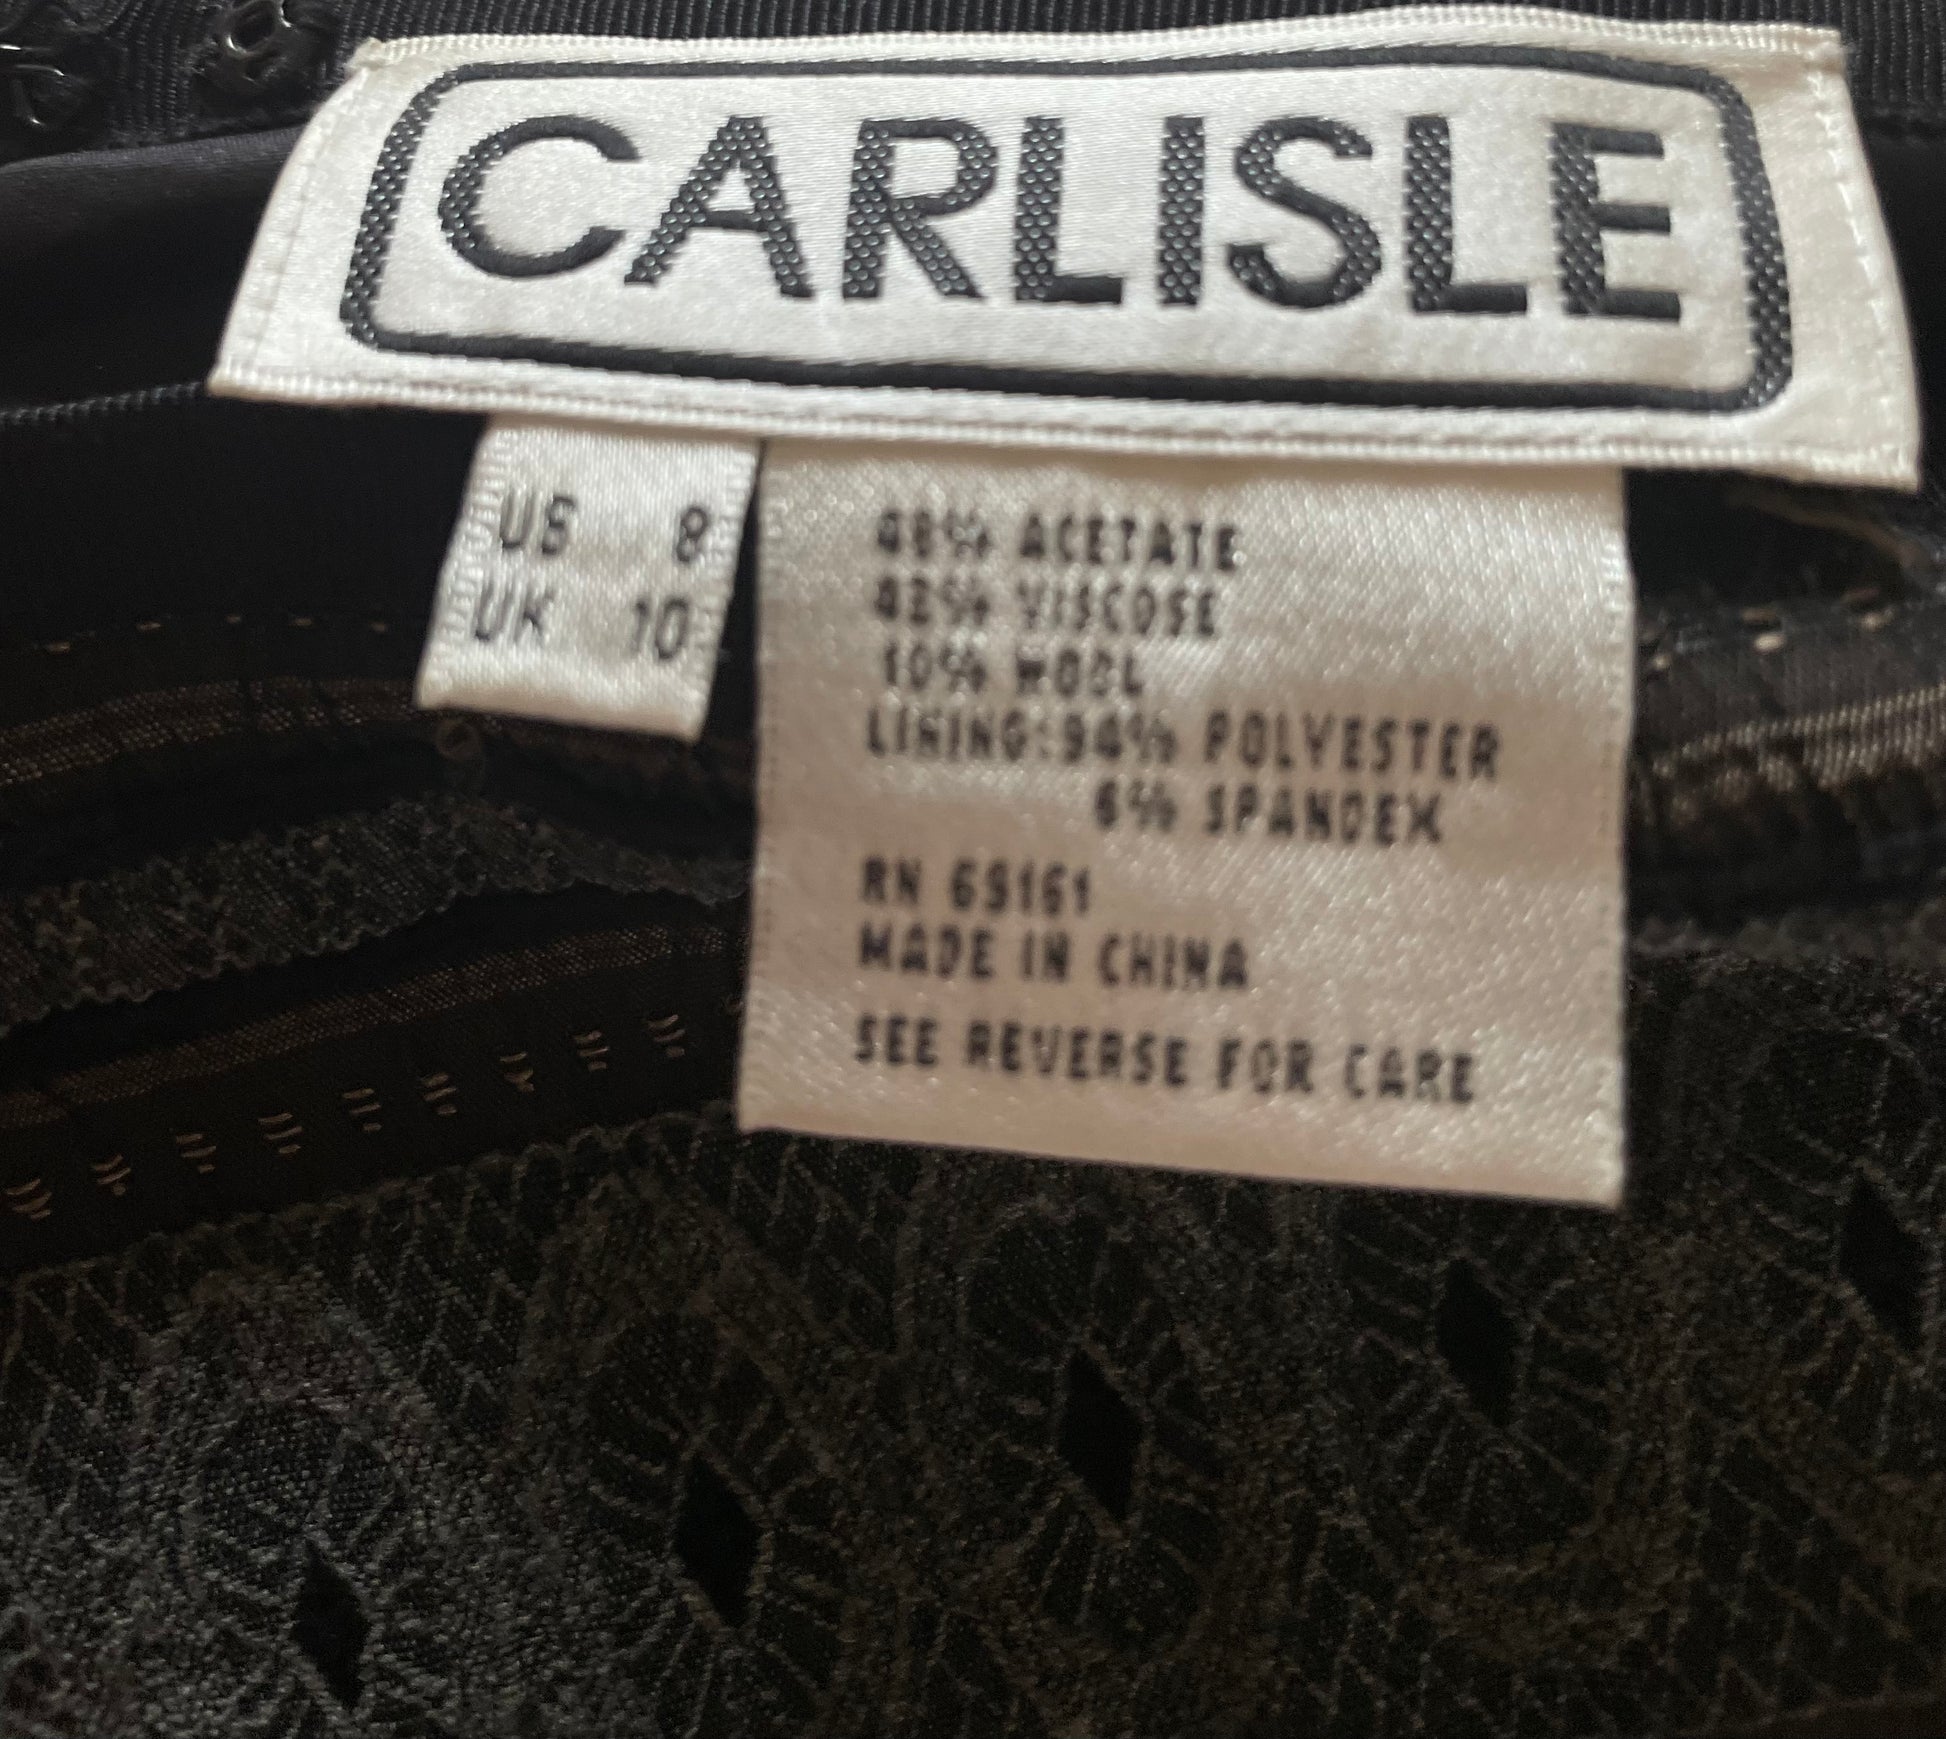 CARLISLE
US 8
UK 10
48% ACETATE
42% VISCOSE
10% WOOL
LINING:94% POLYESTER
6% SPANDEX
RN 69161
MADE IN CHINA
SEE REVERSE FOR CARE